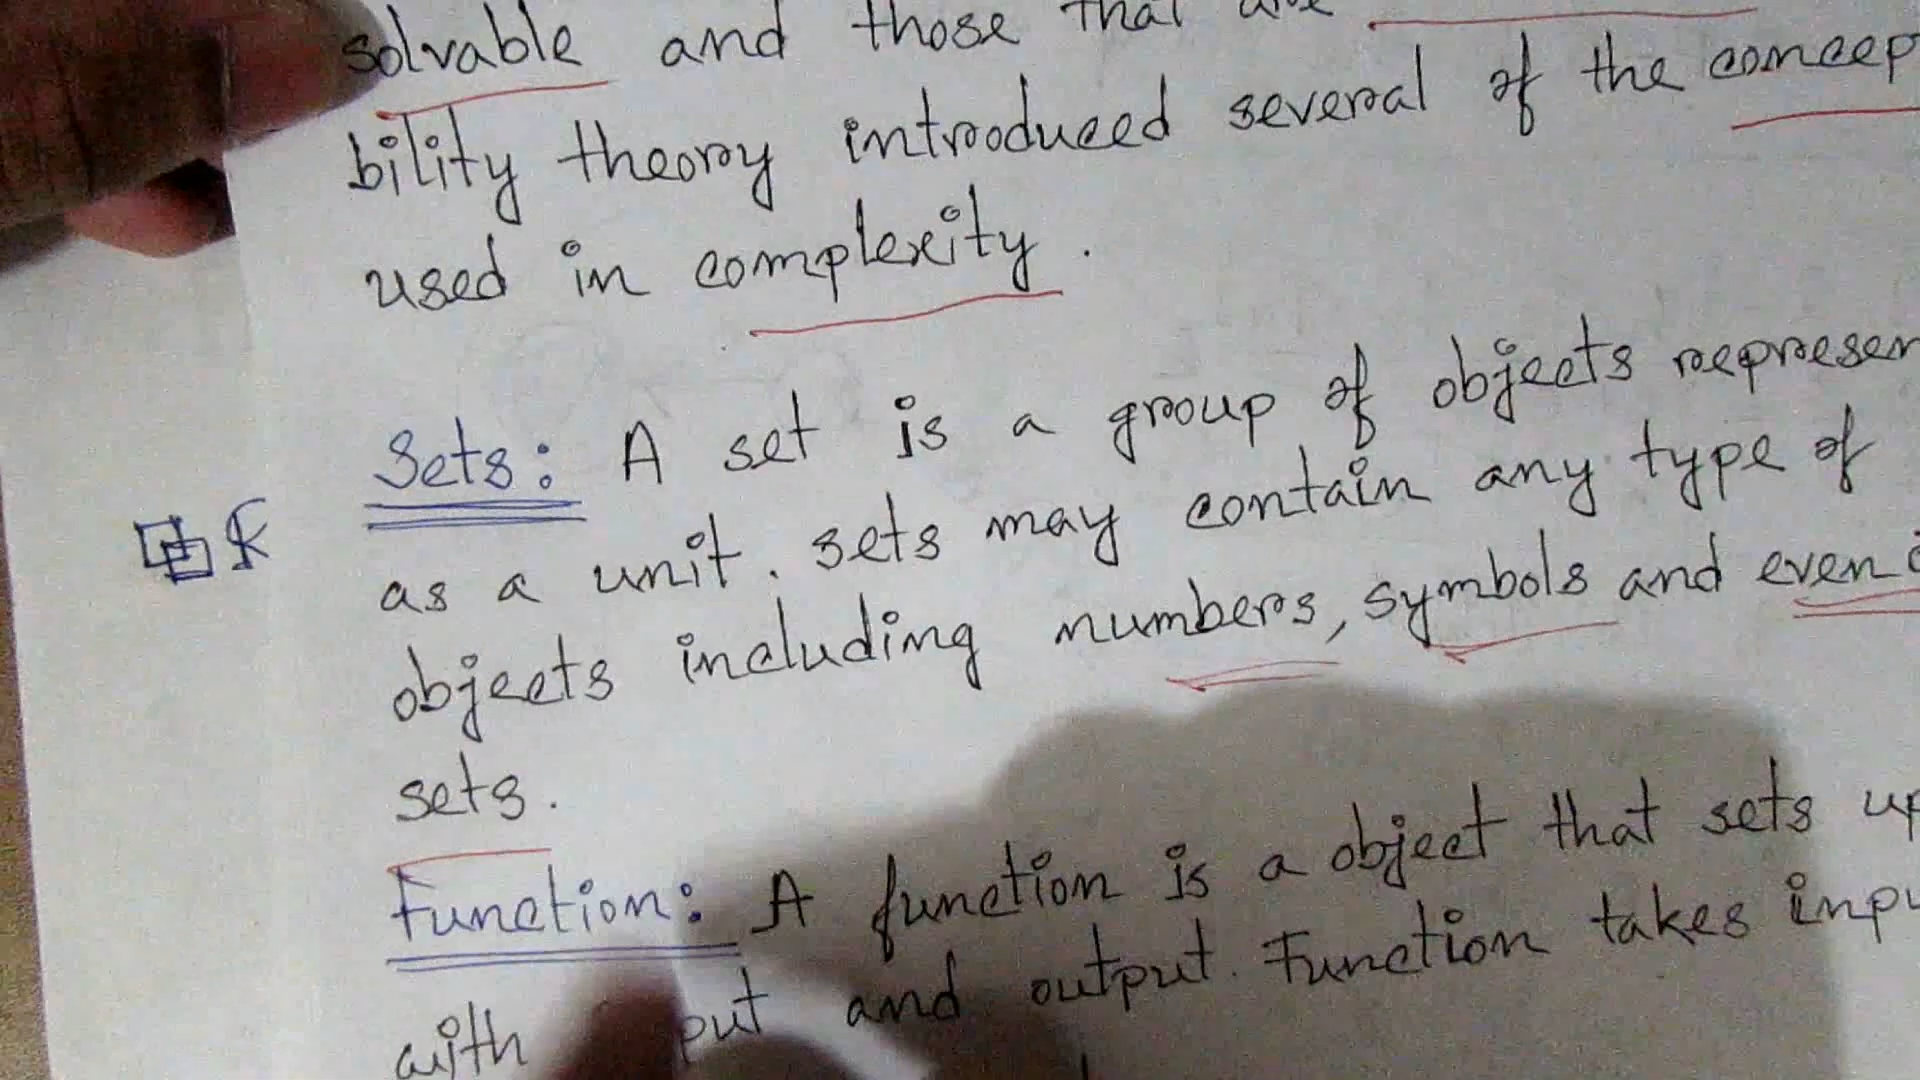 solvable and those that are
bility theory introduced several of the concep
used in complexity.
Sets: A set is a group of objects represen
as a unit. sets may contain any type of
objects including numbers, symbols and even
sets.
Function: A function is a object that sets up
with put and output. Function takes inpu